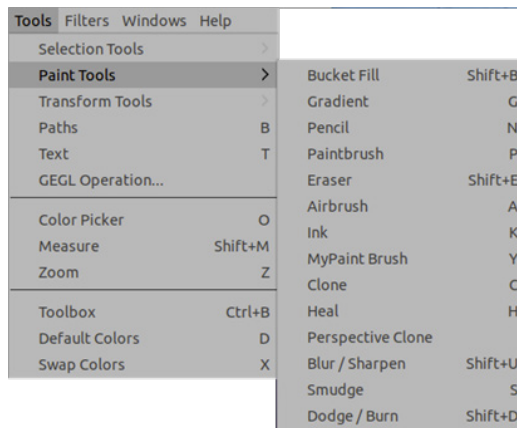 Tools Filters Windows Help
Selection Tools >
Paint Tools >
Transform Tools >
Paths B
Text T
GEGL Operation...
Color Picker O
Measure Shift+M
Zoom Z
Toolbox Ctrl+B
Default Colors D
Swap Colors X
Bucket Fill Shift+B
Gradient G
Pencil N
Paintbrush P
Eraser Shift+E
Airbrush A
Ink K
MyPaint Brush Y
Clone C
Heal H
Perspective Clone
Blur / Sharpen Shift+U
Smudge S
Dodge / Burn Shift+D